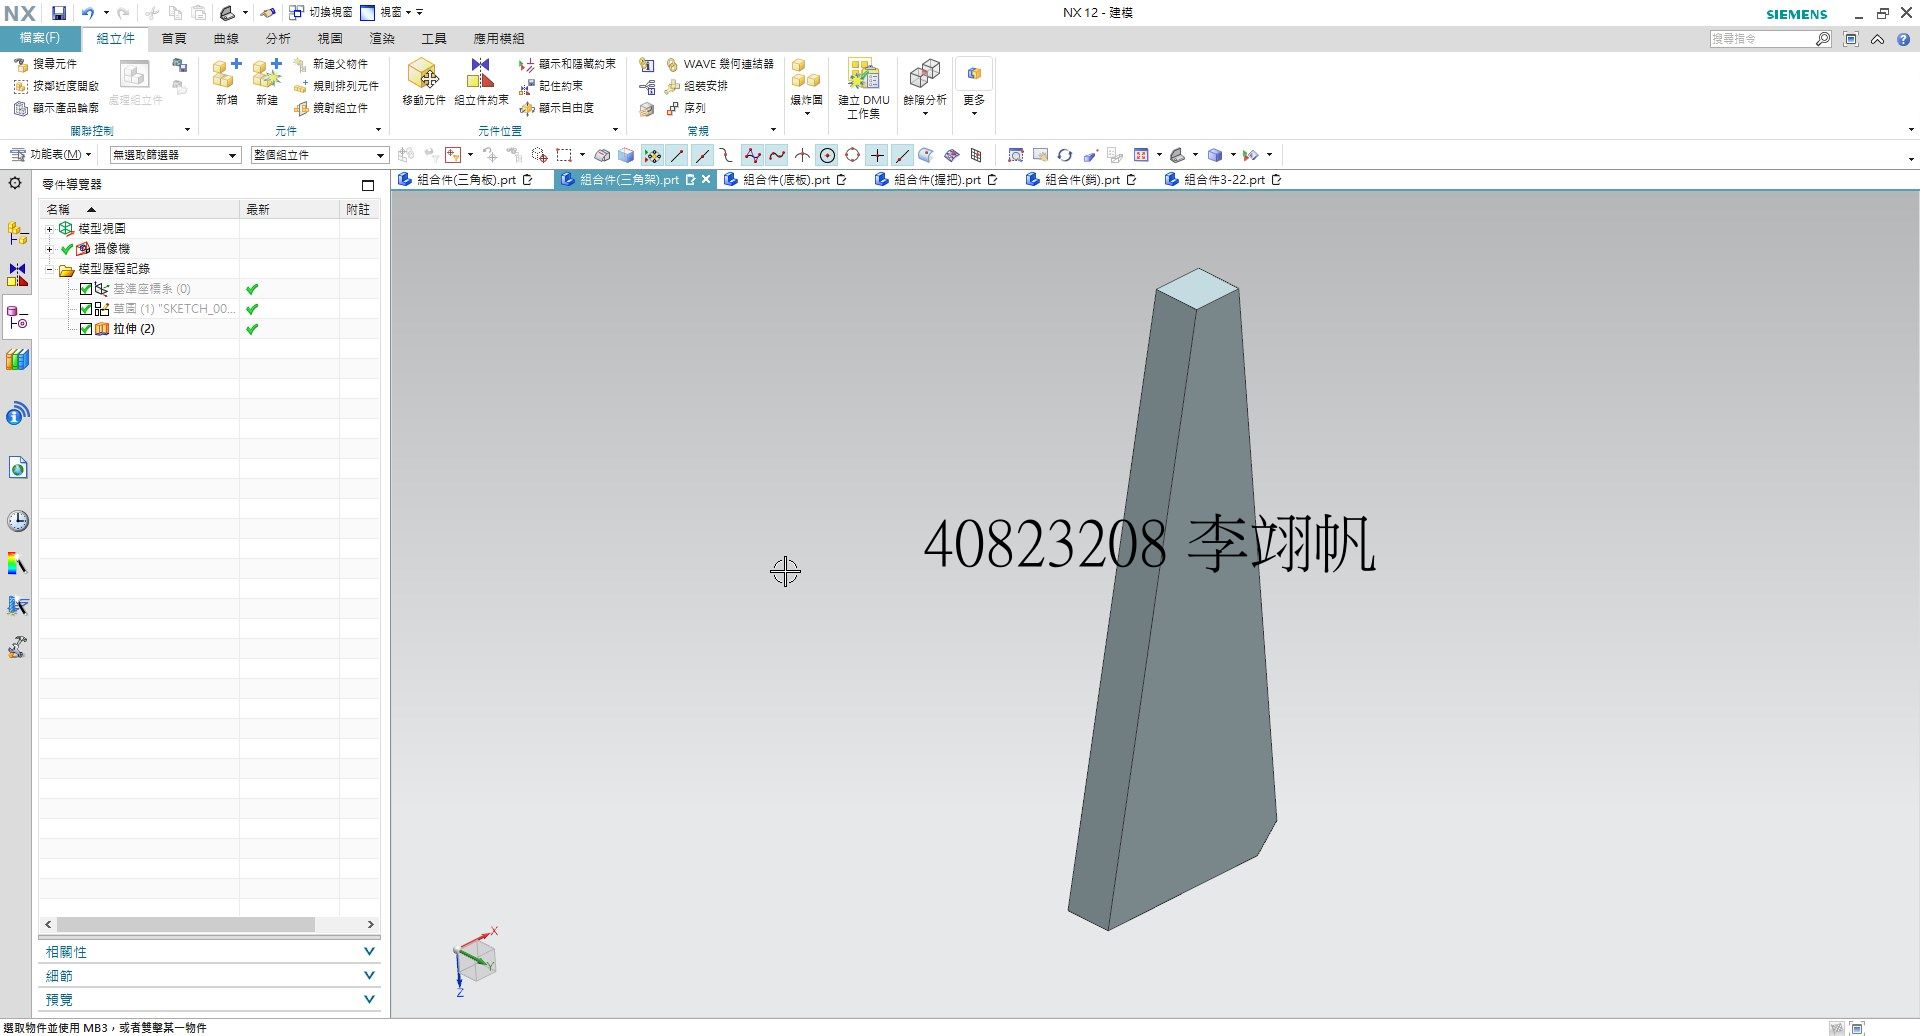 NX 切換視窗 視窗 NX 12 - 建模 SIEMENS
檔案(F) 組立件 首頁 曲線 分析 視圖 渲染 工具 應用模組 搜尋指令
搜尋元件
按鄰近度開啟
顯示產品輪廓
處理組立件
關聯控制
新增
新建
新建父物件
規則排列元件
鏡射組立件
元件
移動元件
組立件約束
顯示和隱藏約束
記住約束
顯示自由度
元件位置
WAVE 幾何連結器
組裝安排
序列
常規
爆炸圖
建立 DMU
工作集
餘隙分析
更多
功能表(M) 無選取篩選器 整個組立件
零件導覽器
組合件(三角板).prt 組合件(三角架).prt 組合件(底板).prt 組合件(握把).prt 組合件(銷).prt 組合件3-22.prt
名稱 最新 附註
模型視圖
攝像機
模型歷程記錄
基準座標系 (0)
草圖 (1) "SKETCH_00...
拉伸 (2)
40823208 李翊帆
X
Y
Z
相關性
細節
預覽
選取物件並使用 MB3，或者雙擊某一物件